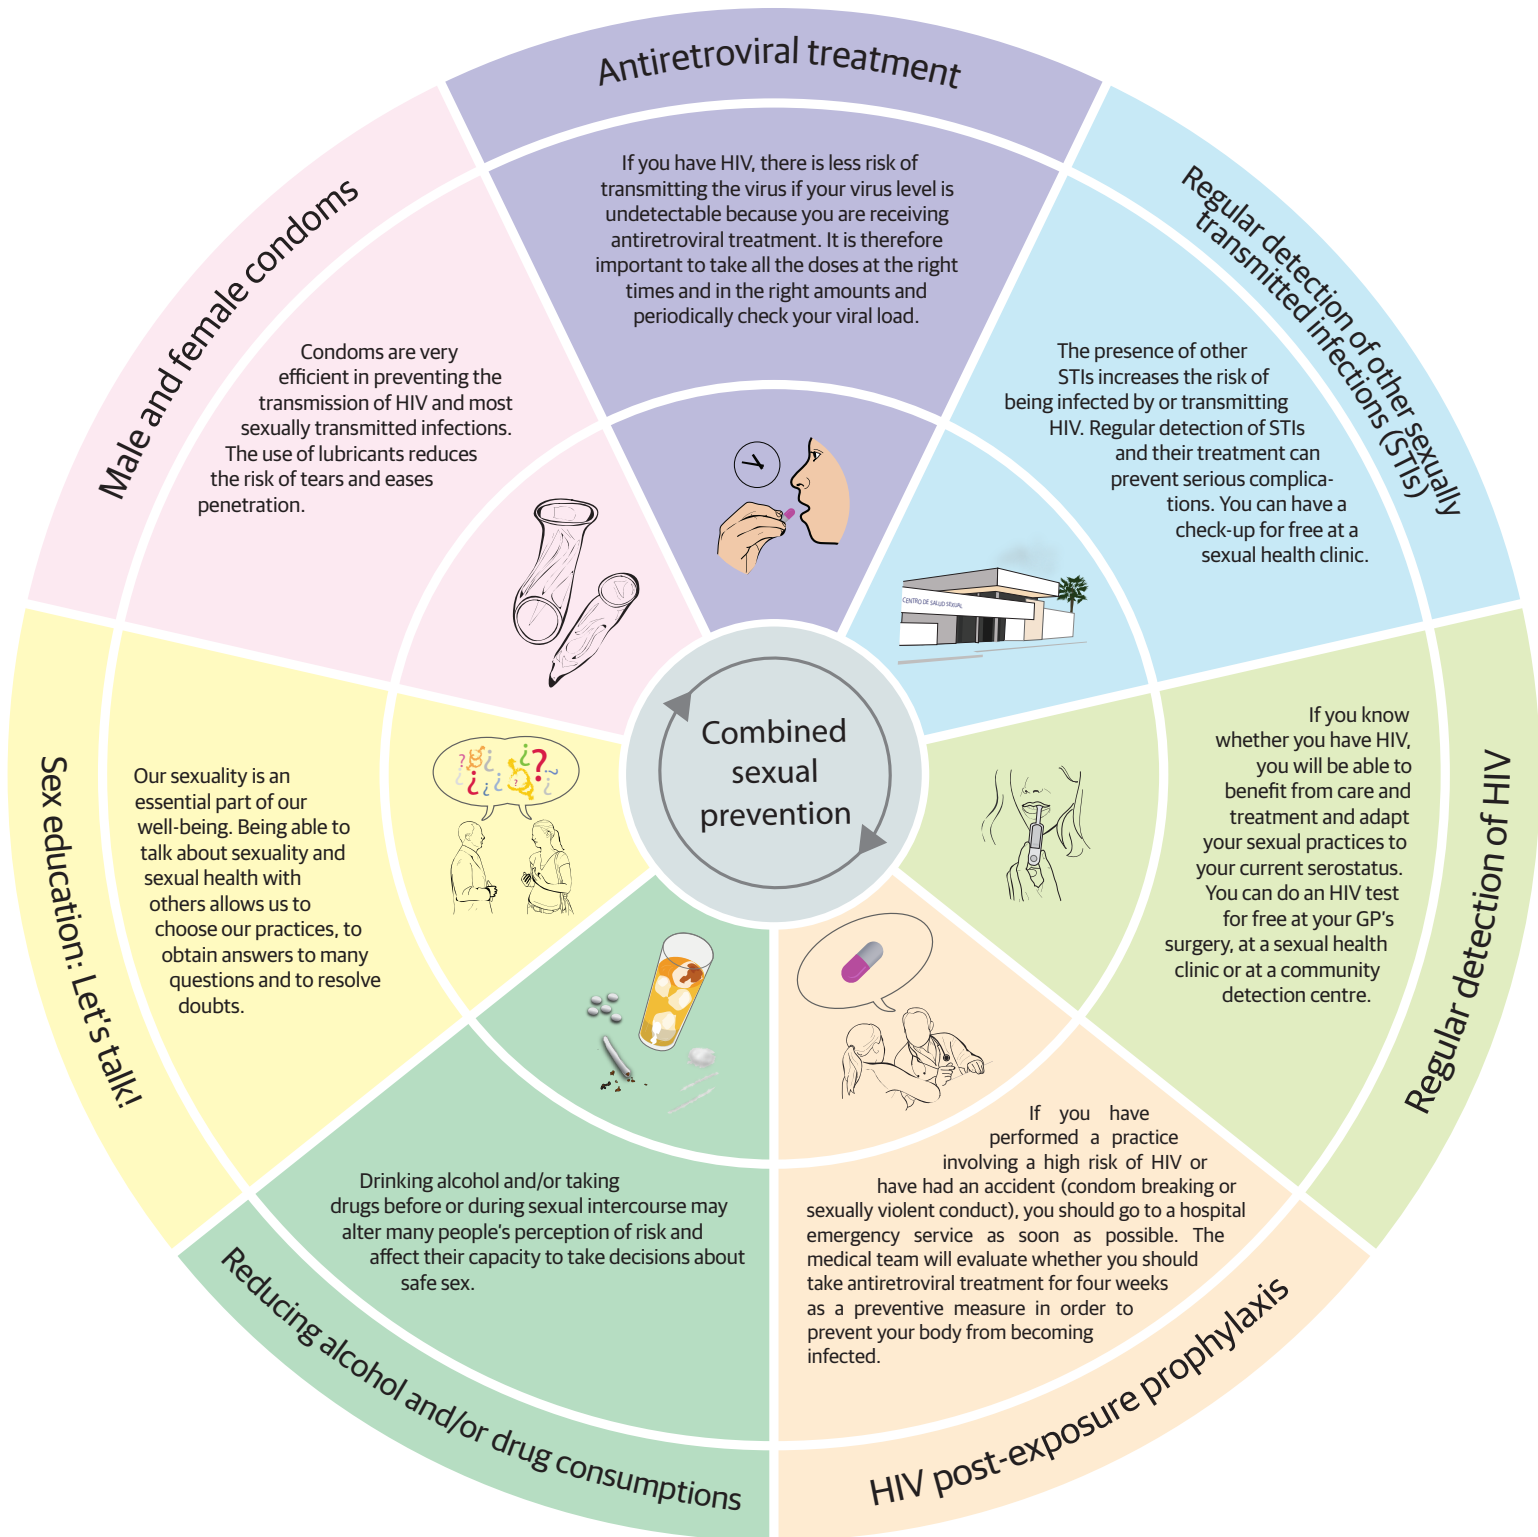 Antiretroviral treatment
If you have HIV, there is less risk of
transmitting the virus if your virus level is
undetectable because you are receiving
antiretroviral treatment. It is therefore
important to take all the doses at the right
times and in the right amounts and
periodically check your viral load.
Regular detection of other sexually
transmitted infections (STIs)
The presence of other
STIs increases the risk of
being infected by or transmitting
HIV. Regular detection of STIs
and their treatment can
prevent serious complica-
tions. You can have a
check-up for free at a
sexual health clinic.
CENTRO DE SALUD SEXUAL
Regular detection of HIV
If you know
whether you have HIV,
you will be able to
benefit from care and
treatment and adapt
your sexual practices to
your current serostatus.
You can do an HIV test
for free at your GP's
surgery, at a sexual health
clinic or at a community
detection centre.
HIV post-exposure prophylaxis
If you have
performed a practice
involving a high risk of HIV or
have had an accident (condom breaking or
sexually violent conduct), you should go to a hospital
emergency service as soon as possible. The
medical team will evaluate whether you should
take antiretroviral treatment for four weeks
as a preventive measure in order to
prevent your body from becoming
infected.
Reducing alcohol and/or drug consumptions
Drinking alcohol and/or taking
drugs before or during sexual intercourse may
alter many people's perception of risk and
affect their capacity to take decisions about
safe sex.
Sex education: Let's talk!
Our sexuality is an
essential part of our
well-being. Being able to
talk about sexuality and
sexual health with
others allows us to
choose our practices, to
obtain answers to many
questions and to resolve
doubts.
Male and female condoms
Condoms are very
efficient in preventing the
transmission of HIV and most
sexually transmitted infections.
The use of lubricants reduces
the risk of tears and eases
penetration.
Combined
sexual
prevention